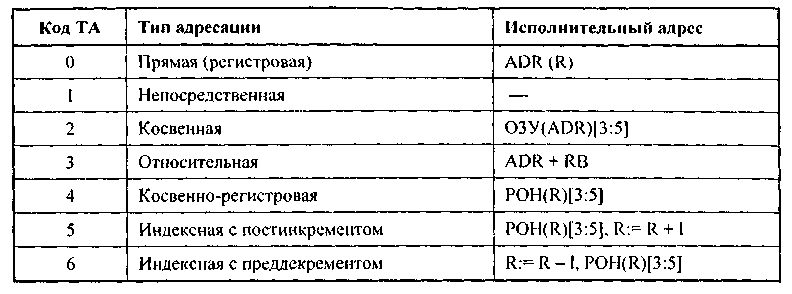 Код ТА Тип адресации Исполнительный адрес
0 Прямая (регистровая) ADR (R)
1 Непосредственная —
2 Косвенная ОЗУ(ADR)[3:5]
3 Относительная ADR + RB
4 Косвенно-регистровая РОН(R)[3:5]
5 Индексная с постинкрементом РОН(R)[3:5], R:= R + 1
6 Индексная с преддекрементом R:= R – 1, РОН(R)[3:5]